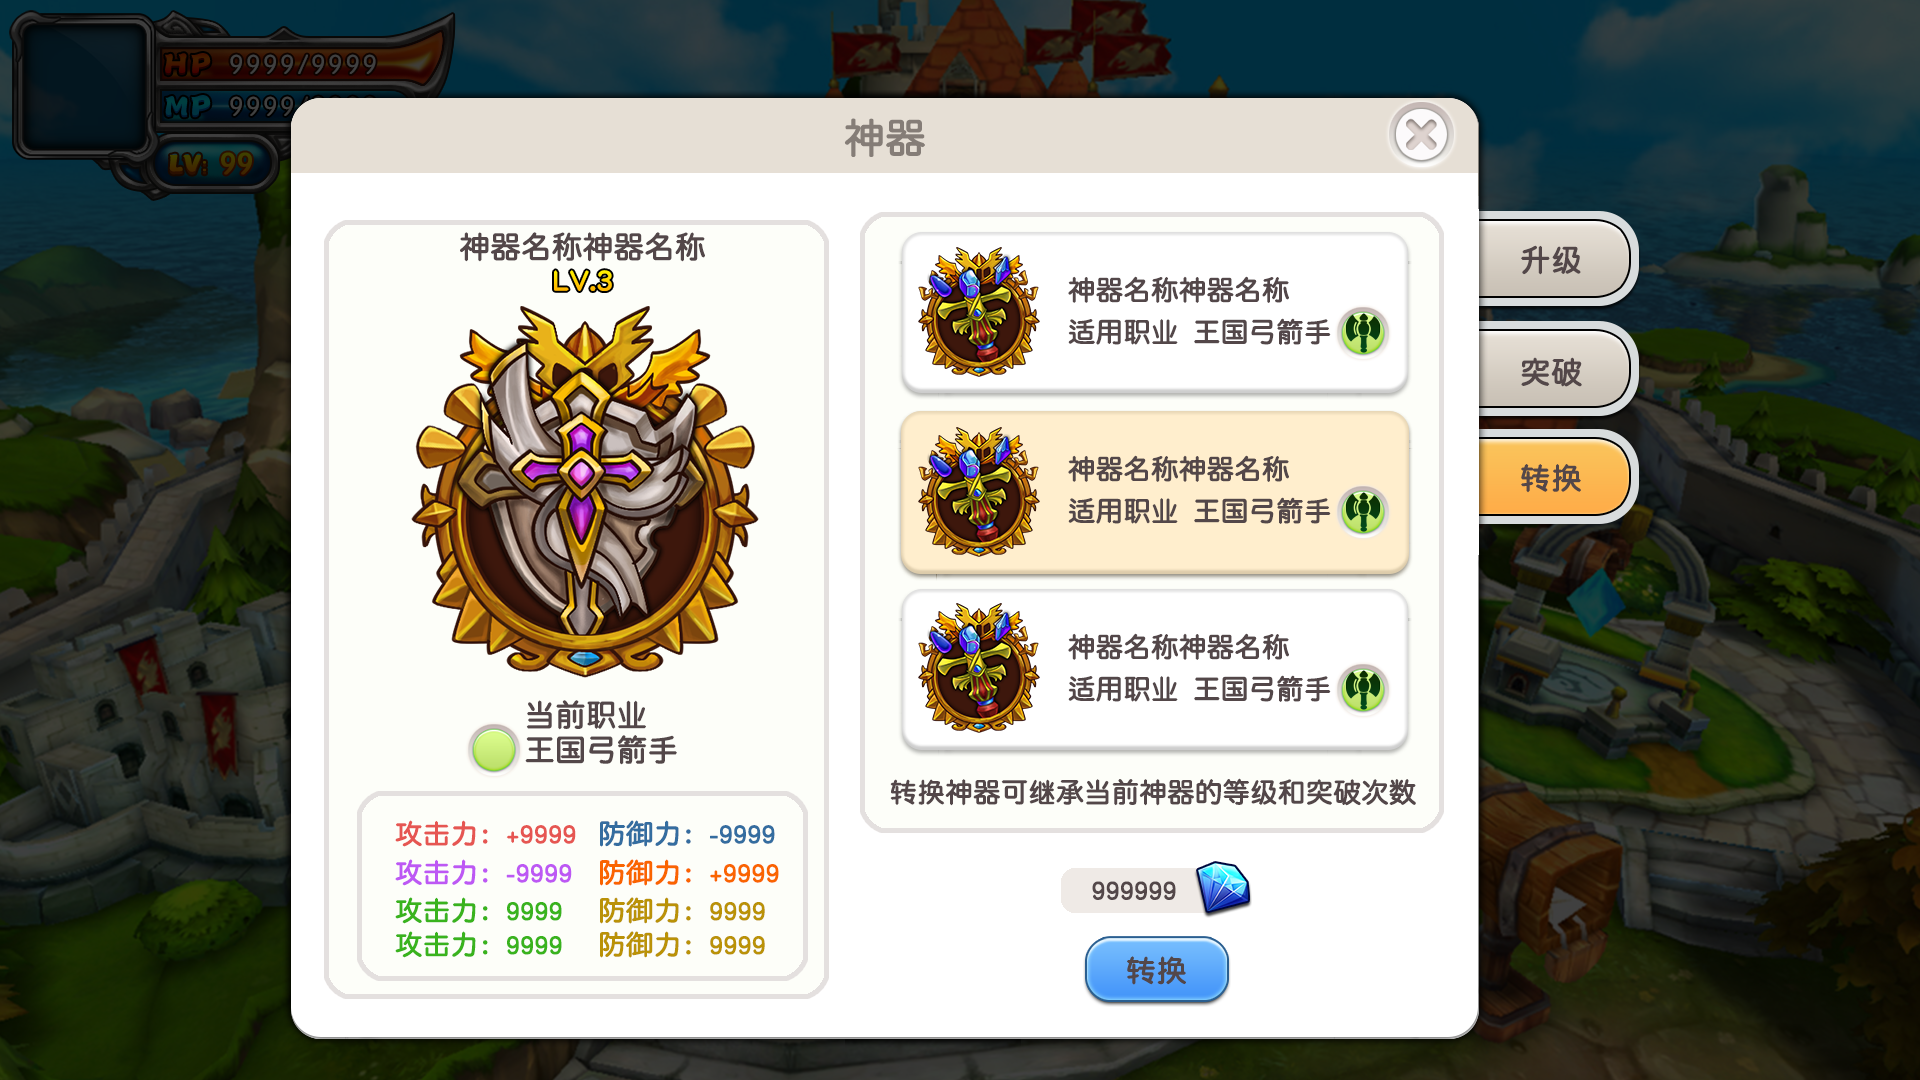 HP 9999/9999
MP 9999
LV: 99
神器
神器名称神器名称
LV.3
当前职业
王国弓箭手
攻击力：+9999 防御力：-9999
攻击力：-9999 防御力：+9999
攻击力：9999 防御力：9999
攻击力：9999 防御力：9999
神器名称神器名称
适用职业 王国弓箭手
神器名称神器名称
适用职业 王国弓箭手
神器名称神器名称
适用职业 王国弓箭手
转换神器可继承当前神器的等级和突破次数
999999
转换
升级
突破
转换